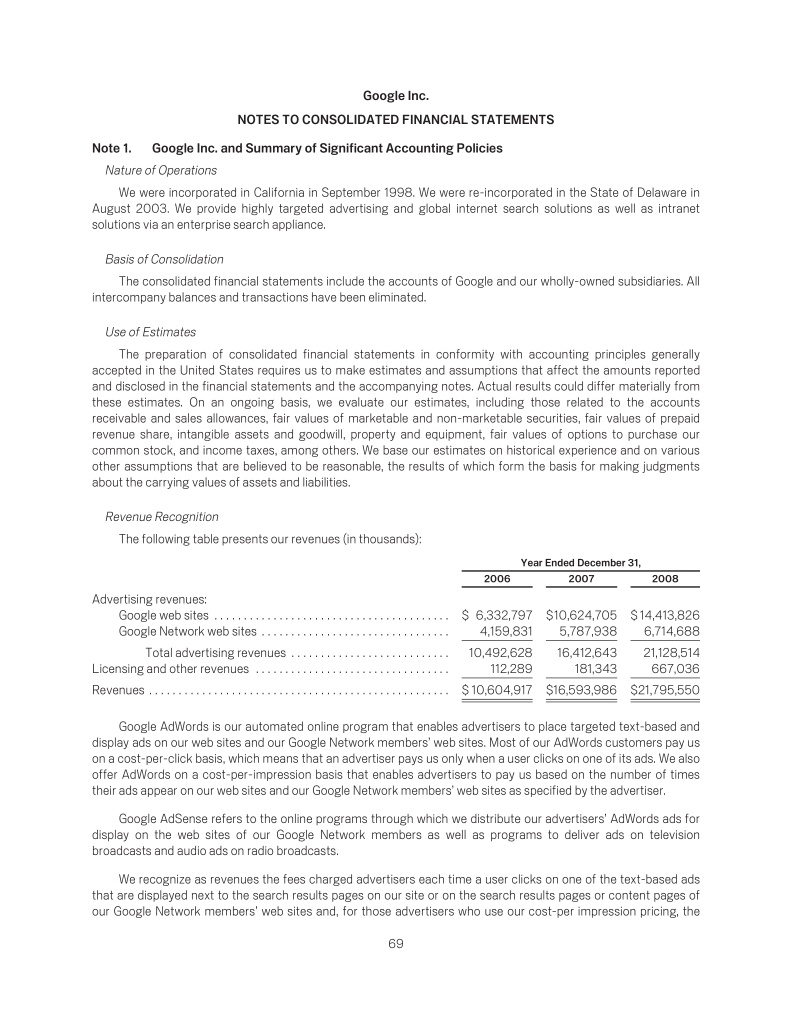 Google Inc.
NOTES TO CONSOLIDATED FINANCIAL STATEMENTS
Note 1. Google Inc. and Summary of Significant Accounting Policies
Nature of Operations
We were incorporated in California in September 1998. We were re-incorporated in the State of Delaware in
August 2003. We provide highly targeted advertising and global internet search solutions as well as intranet
solutions via an enterprise search appliance.
Basis of Consolidation
The consolidated financial statements include the accounts of Google and our wholly-owned subsidiaries. All
intercompany balances and transactions have been eliminated.
Use of Estimates
The preparation of consolidated financial statements in conformity with accounting principles generally
accepted in the United States requires us to make estimates and assumptions that affect the amounts reported
and disclosed in the financial statements and the accompanying notes. Actual results could differ materially from
these estimates. On an ongoing basis, we evaluate our estimates, including those related to the accounts
receivable and sales allowances, fair values of marketable and non-marketable securities, fair values of prepaid
revenue share, intangible assets and goodwill, property and equipment, fair values of options to purchase our
common stock, and income taxes, among others. We base our estimates on historical experience and on various
other assumptions that are believed to be reasonable, the results of which form the basis for making judgments
about the carrying values of assets and liabilities.
Revenue Recognition
The following table presents our revenues (in thousands):
Year Ended December 31,
2006 2007 2008
Advertising revenues:
Google web sites ........................................ $ 6,332,797 $10,624,705 $14,413,826
Google Network web sites ................................ 4,159,831 5,787,938 6,714,688
Total advertising revenues ........................... 10,492,628 16,412,643 21,128,514
Licensing and other revenues ................................. 112,289 181,343 667,036
Revenues ................................................... $10,604,917 $16,593,986 $21,795,550
Google AdWords is our automated online program that enables advertisers to place targeted text-based and
display ads on our web sites and our Google Network members' web sites. Most of our AdWords customers pay us
on a cost-per-click basis, which means that an advertiser pays us only when a user clicks on one of its ads. We also
offer AdWords on a cost-per-impression basis that enables advertisers to pay us based on the number of times
their ads appear on our web sites and our Google Network members' web sites as specified by the advertiser.
Google AdSense refers to the online programs through which we distribute our advertisers' AdWords ads for
display on the web sites of our Google Network members as well as programs to deliver ads on television
broadcasts and audio ads on radio broadcasts.
We recognize as revenues the fees charged advertisers each time a user clicks on one of the text-based ads
that are displayed next to the search results pages on our site or on the search results pages or content pages of
our Google Network members' web sites and, for those advertisers who use our cost-per impression pricing, the
69